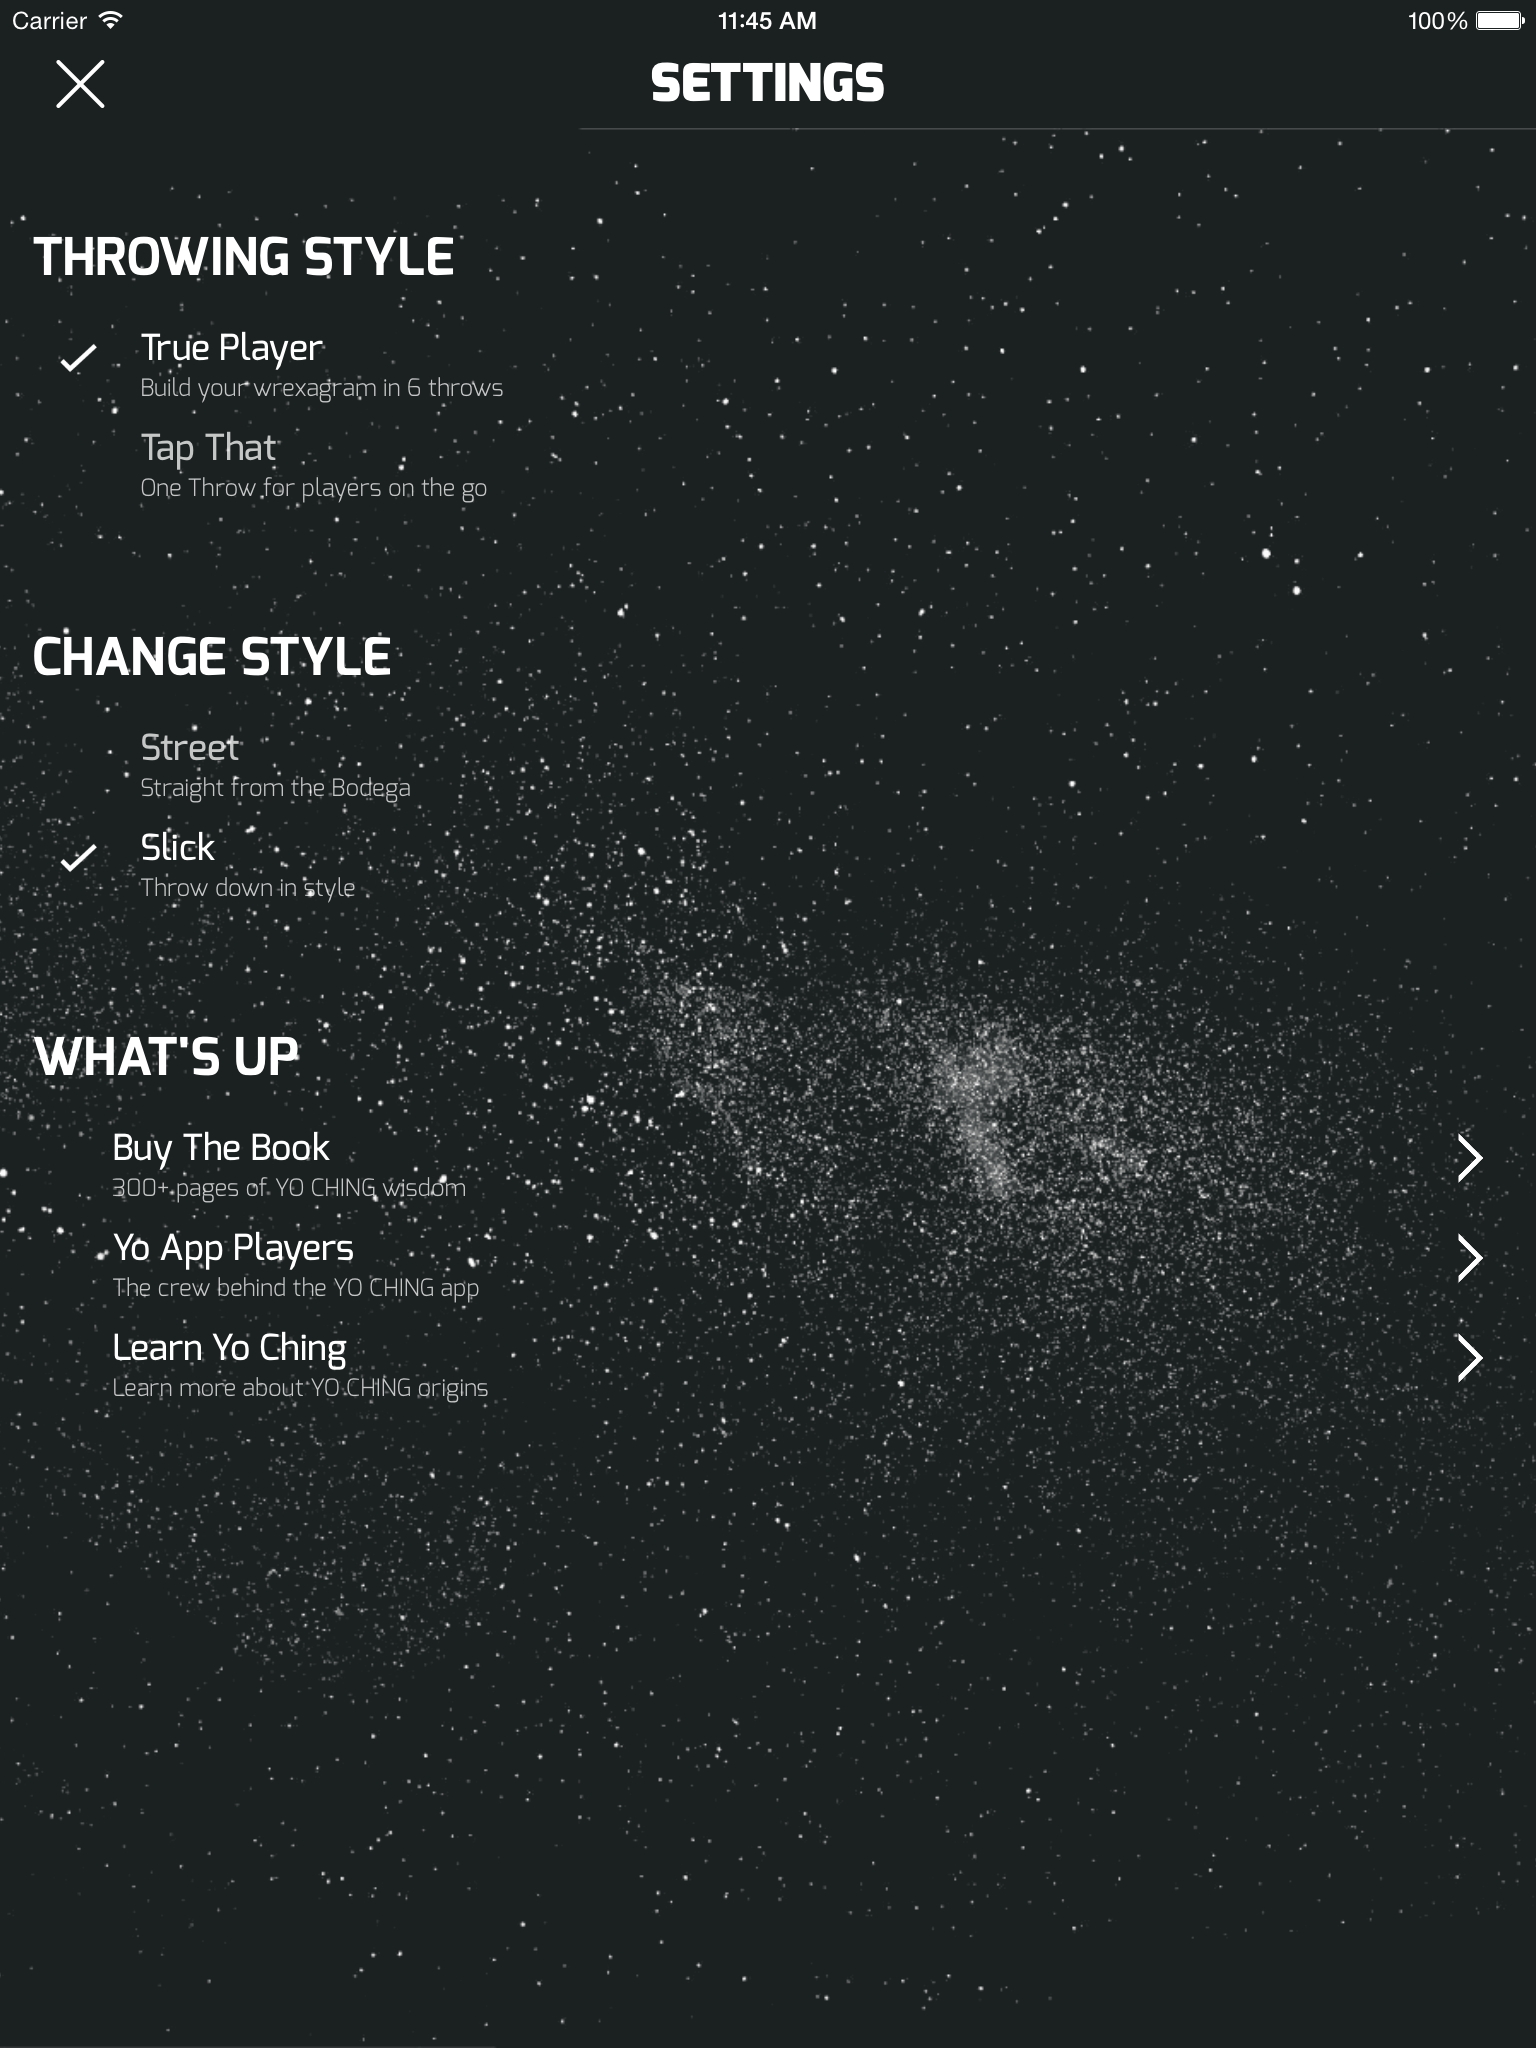 Carrier 11:45 AM 100%
SETTINGS
THROWING STYLE
True Player
Build your wrexagram in 6 throws
Tap That
One Throw for players on the go
CHANGE STYLE
Street
Straight from the Bodega
Slick
Throw down in style
WHAT'S UP
Buy The Book
300+ pages of YO CHING wisdom
Yo App Players
The crew behind the YO CHING app
Learn Yo Ching
Learn more about YO CHING origins